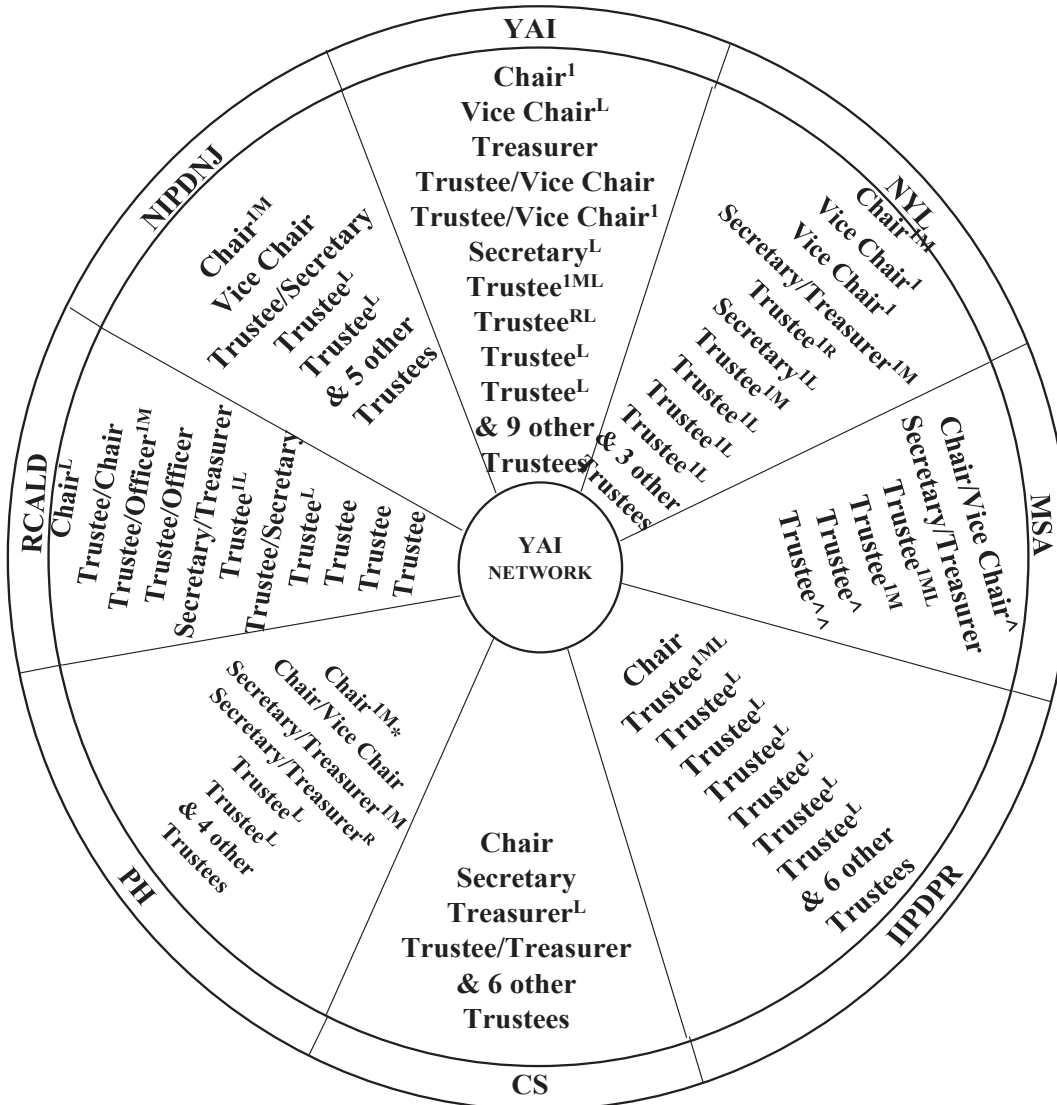 YAI
Chair¹
Vice Chairᴸ
Treasurer
Trustee/Vice Chair
Trustee/Vice Chair¹
Secretaryᴸ
Trustee¹ᴹᴸ
Trusteeᴿᴸ
Trusteeᴸ
Trusteeᴸ
& 9 other
Trustees
NYL
Chair¹ᴹ
Vice Chair¹
Vice Chair¹
Secretary/Treasurer¹ᴹ
Trustee¹ᴿ
Secretary¹ᴸ
Trustee¹ᴹ
Trustee¹ᴸ
Trustee¹ᴸ
Trustee¹ᴸ
& 3 other
Trustees
MSA
Chair/Vice Chair^
Secretary/Treasurer
Trustee¹ᴹᴸ
Trustee¹ᴹ
Trustee^
Trustee^^
IIPDPR
Chair
Trustee¹ᴹᴸ
Trusteeᴸ
Trusteeᴸ
Trusteeᴸ
Trusteeᴸ
Trusteeᴸ
Trusteeᴸ
& 6 other
Trustees
CS
Chair
Secretary
Treasurerᴸ
Trustee/Treasurer
& 6 other
Trustees
PH
Chair¹ᴹ*
Chair/Vice Chair
Secretary/Treasurer¹ᴹ
Secretary/Treasurerᴿ
Trusteeᴸ
Trusteeᴸ
& 4 other
Trustees
RCALD
Chairᴸ
Trustee/Chair
Trustee/Officer¹ᴹ
Trustee/Officer
Secretary/Treasurer
Trustee¹ᴸ
Trustee/Secretary
Trusteeᴸ
Trustee
Trustee
Trustee
NIPDNJ
Chair¹ᴹ
Vice Chair
Trustee/Secretary
Trusteeᴸ
Trusteeᴸ
& 5 other
Trustees
YAI
NETWORK